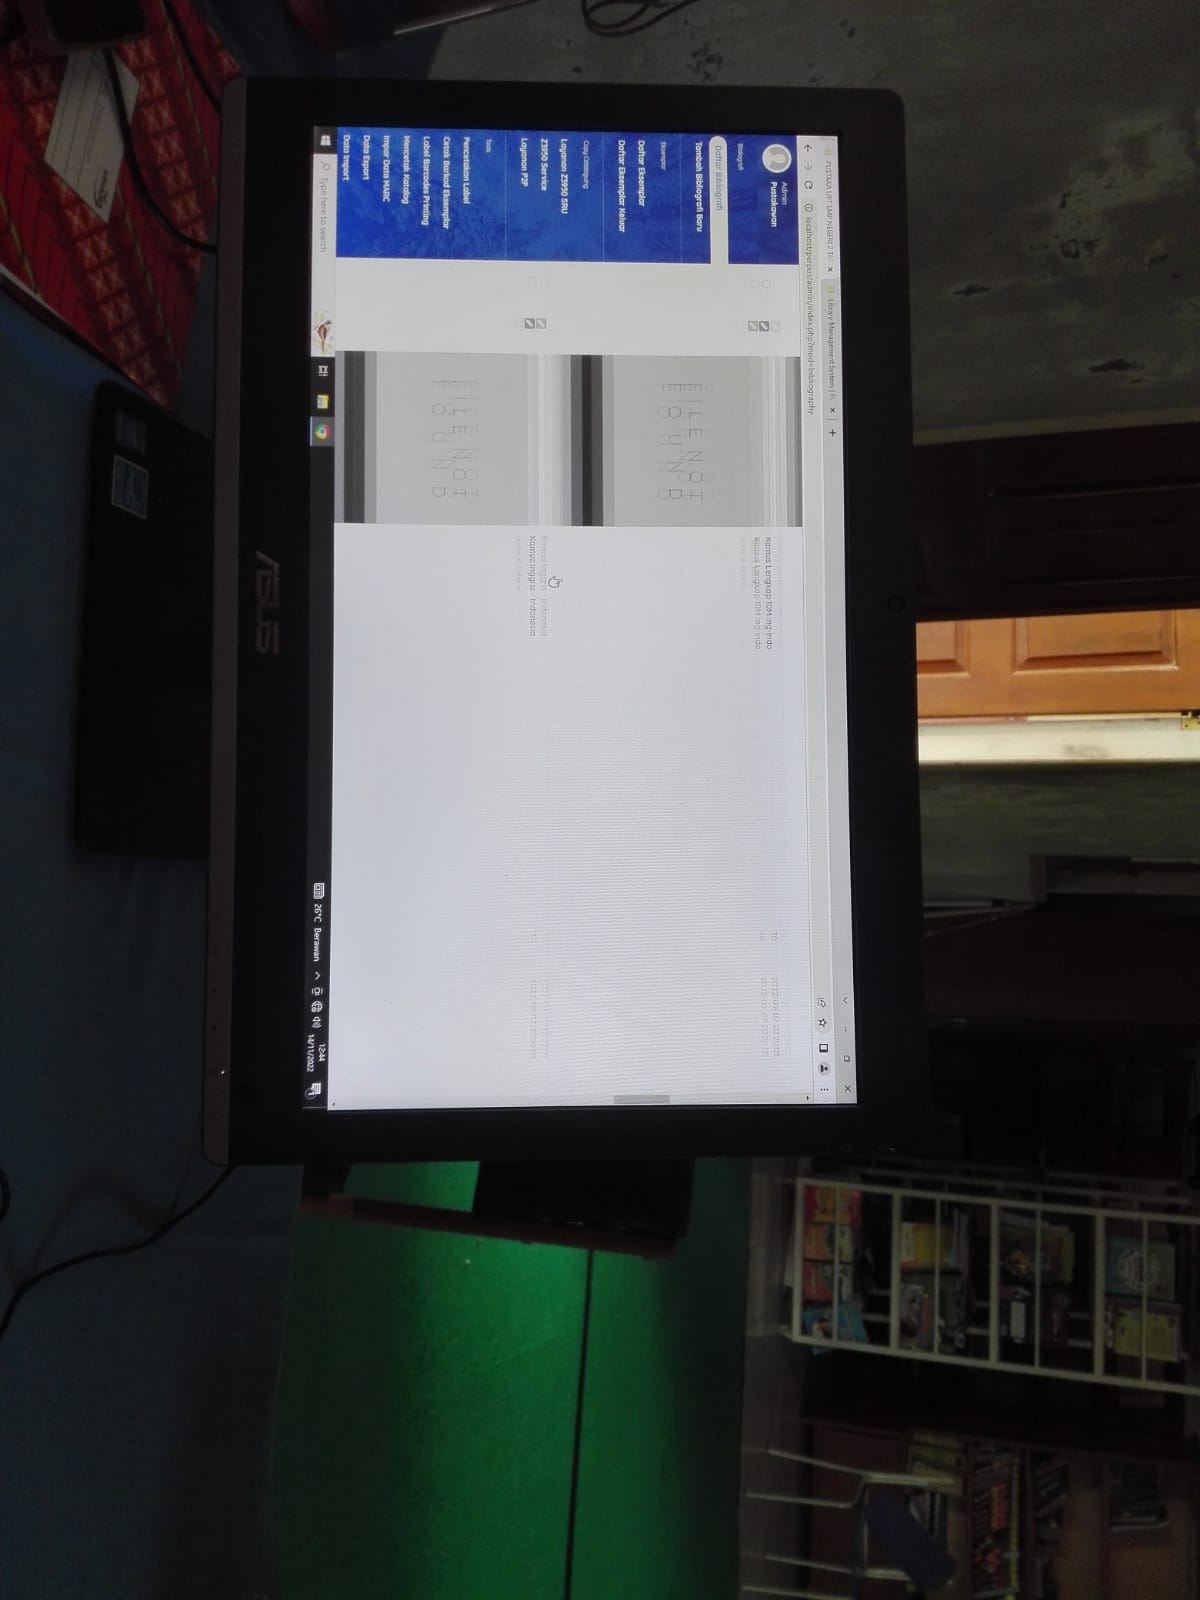 PUSTAKA UPT SMP NEGERI 2 TA
Library Management System | P
localhost/perpus/admin/index.php?mod=bibliography
Admin
Pustakawan
Bibliografi
Daftar Bibliografi
Tambah Bibliografi Baru
Eksemplar
Daftar Eksemplar
Daftar Eksemplar Keluar
Copy Cataloguing
Layanan Z3950 SRU
Z3950 Service
Layanan P2P
Tools
Pencetakan Label
Cetak Barkod Eksemplar
Label Barcodes Printing
Mencetak Katalog
Impor Data MARC
Data Export
Data Import
Kamus Lengkap 10M Ing-Indo
Kamus Lengkap 10M Ing-Indo
Kamus Inggris - Indonesia
Kamus Inggris - Indonesia
Type here to search
26°C Berawan
12:44
14/11/2022
ASUS